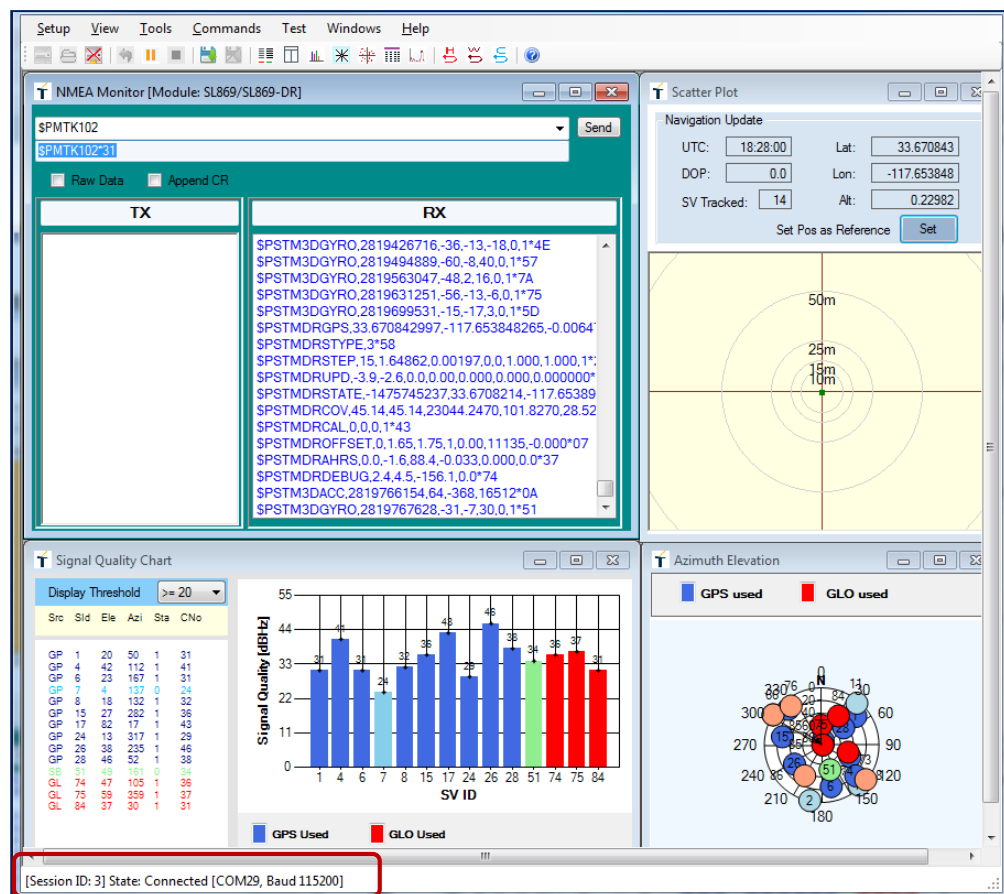 Setup View Tools Commands Test Windows Help
NMEA Monitor [Module: SL869/SL869-DR]
$PMTK102
Send
$PMTK102*31
Raw Data Append CR
TX
RX
$PSTM3DGYRO,2819426716,-36,-13,-18,0,1*4E
$PSTM3DGYRO,2819494889,-60,-8,40,0,1*57
$PSTM3DGYRO,2819563047,-48,2,16,0,1*7A
$PSTM3DGYRO,2819631251,-56,-13,-6,0,1*75
$PSTM3DGYRO,2819699531,-15,-17,3,0,1*5D
$PSTMDRGPS,33.670842997,-117.653848265,-0.0064
$PSTMDRSTYPE,3*58
$PSTMDRSTEP,15,1.64862,0.00197,0,0,1.000,1.000,1*
$PSTMDRUPD,-3.9,-2.6,0.0,0.00,0.000,0.000,0.000000*
$PSTMDRSTATE,-1475745237,33.6708214,-117.65389
$PSTMDRCOV,45.14,45.14,23044.2470,101.8270,28.52
$PSTMDRCAL,0,0,0,1*43
$PSTMDROFFSET,0,1.65,1.75,1,0.00,11135,-0.000*07
$PSTMDRAHRS,0.0,-1.6,88.4,-0.033,0.000,0.0*37
$PSTMDRDEBUG,2.4,4.5,-156.1,0.0*74
$PSTM3DACC,2819766154,64,-368,16512*0A
$PSTM3DGYRO,2819767628,-31,-7,30,0,1*51
Scatter Plot
Navigation Update
UTC: 18:28:00 Lat: 33.670843
DOP: 0.0 Lon: -117.653848
SV Tracked: 14 Alt: 0.22982
Set Pos as Reference Set
50m
25m
15m
10m
Signal Quality Chart
Display Threshold >= 20
Src SId Ele Azi Sta CNo
GP 1 20 50 1 31
GP 4 42 112 1 41
GP 6 23 167 1 31
GP 7 4 137 0 24
GP 8 18 132 1 32
GP 15 27 282 1 36
GP 17 82 17 1 43
GP 24 13 317 1 29
GP 26 38 235 1 46
GP 28 46 52 1 38
SB 51 49 161 0 34
GL 74 47 105 1 36
GL 75 59 359 1 37
GL 84 37 30 1 31
Signal Quality [dBHz]
55
44
33
22
11
0
31 41 31 24 32 36 43 29 46 38 34 36 37 31
1 4 6 7 8 15 17 24 26 28 51 74 75 84
SV ID
GPS Used GLO Used
Azimuth Elevation
GPS used GLO used
0
N
330 76 0 11 30
300 20 84 60
40 28
270 15 90
240 86 26 51 4 120
210 2 6 150
180
[Session ID: 3] State: Connected [COM29, Baud 115200]